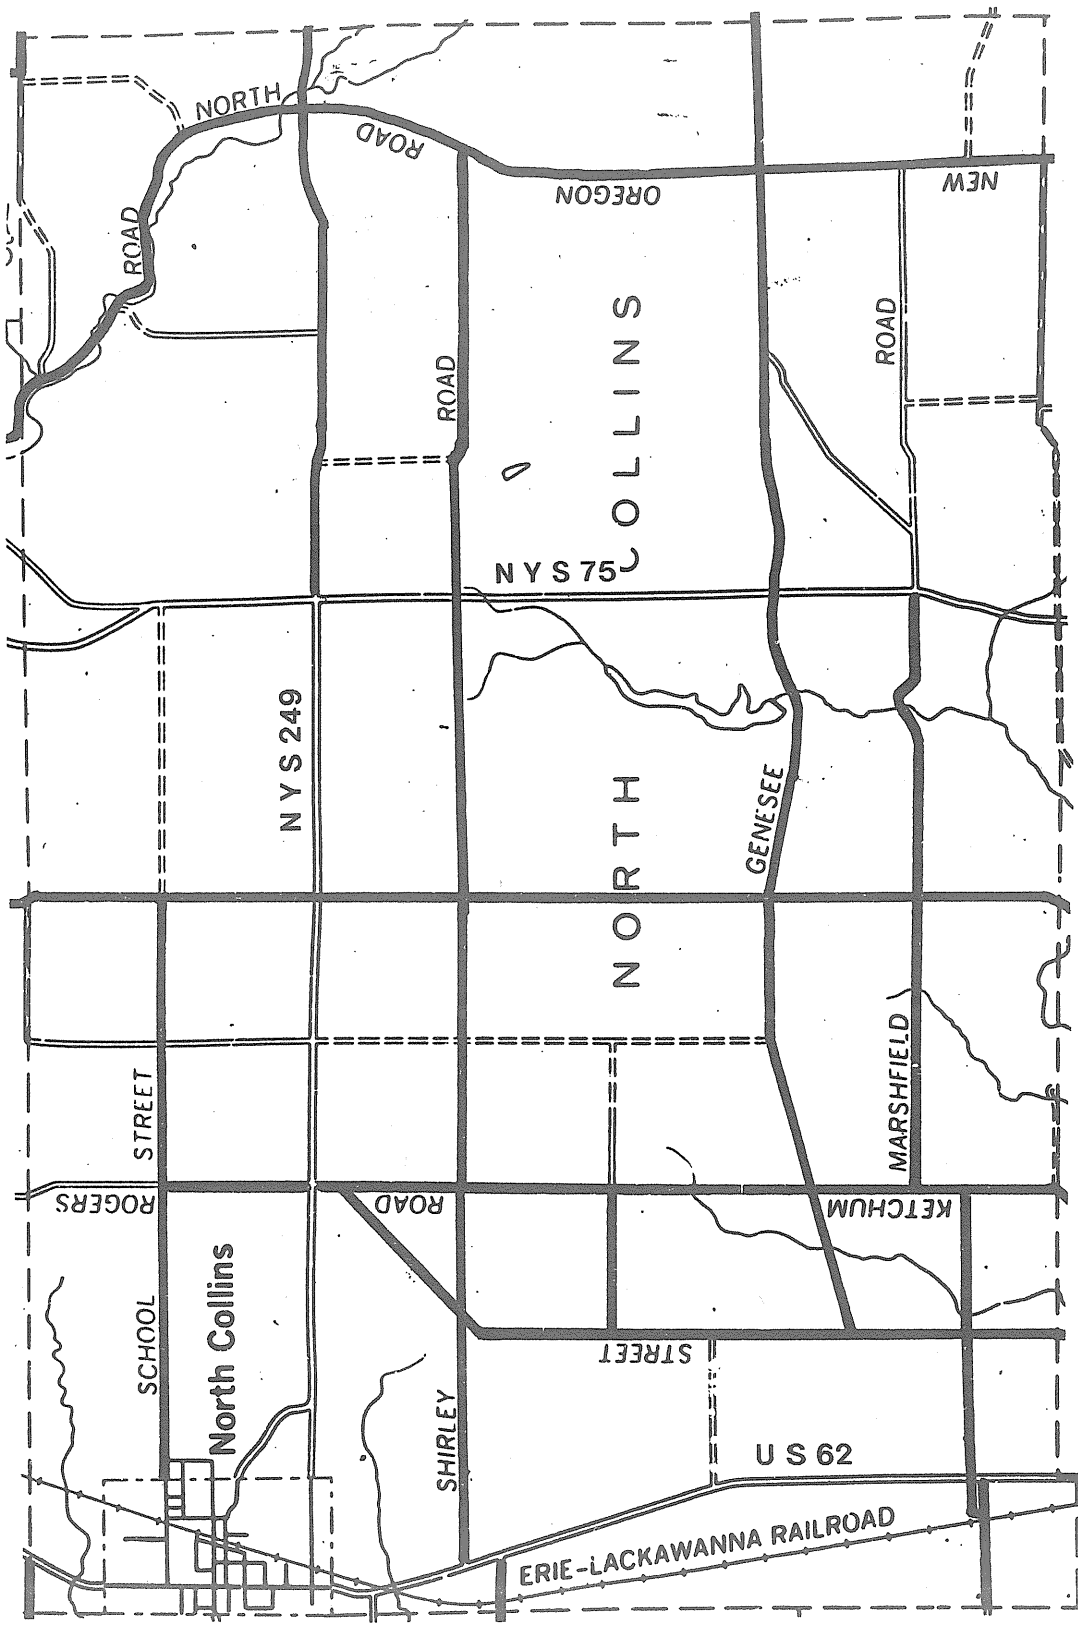 NORTH
ROAD
ROAD
OREGON
NEW
ROAD
ROAD
COLLINS
NYS 75
NYS 249
GENESEE
NORTH
MARSHFIELD
STREET
ROGERS
ROAD
KETCHUM
SCHOOL
North Collins
STREET
SHIRLEY
US 62
ERIE-LACKAWANNA RAILROAD